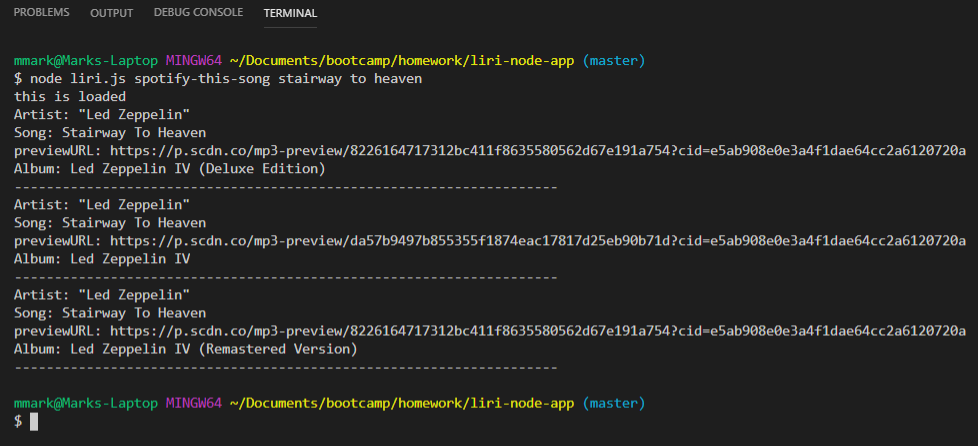 PROBLEMS OUTPUT DEBUG CONSOLE TERMINAL
mmark@Marks-Laptop MINGW64 ~/Documents/bootcamp/homework/liri-node-app (master)
$ node liri.js spotify-this-song stairway to heaven
this is loaded
Artist: "Led Zeppelin"
Song: Stairway To Heaven
previewURL: https://p.scdn.co/mp3-preview/8226164717312bc411f8635580562d67e191a754?cid=e5ab908e0e3a4f1dae64cc2a6120720a
Album: Led Zeppelin IV (Deluxe Edition)
--------------------------------------------------------------------
Artist: "Led Zeppelin"
Song: Stairway To Heaven
previewURL: https://p.scdn.co/mp3-preview/da57b9497b855355f1874eac17817d25eb90b71d?cid=e5ab908e0e3a4f1dae64cc2a6120720a
Album: Led Zeppelin IV
--------------------------------------------------------------------
Artist: "Led Zeppelin"
Song: Stairway To Heaven
previewURL: https://p.scdn.co/mp3-preview/8226164717312bc411f8635580562d67e191a754?cid=e5ab908e0e3a4f1dae64cc2a6120720a
Album: Led Zeppelin IV (Remastered Version)
--------------------------------------------------------------------
mmark@Marks-Laptop MINGW64 ~/Documents/bootcamp/homework/liri-node-app (master)
$